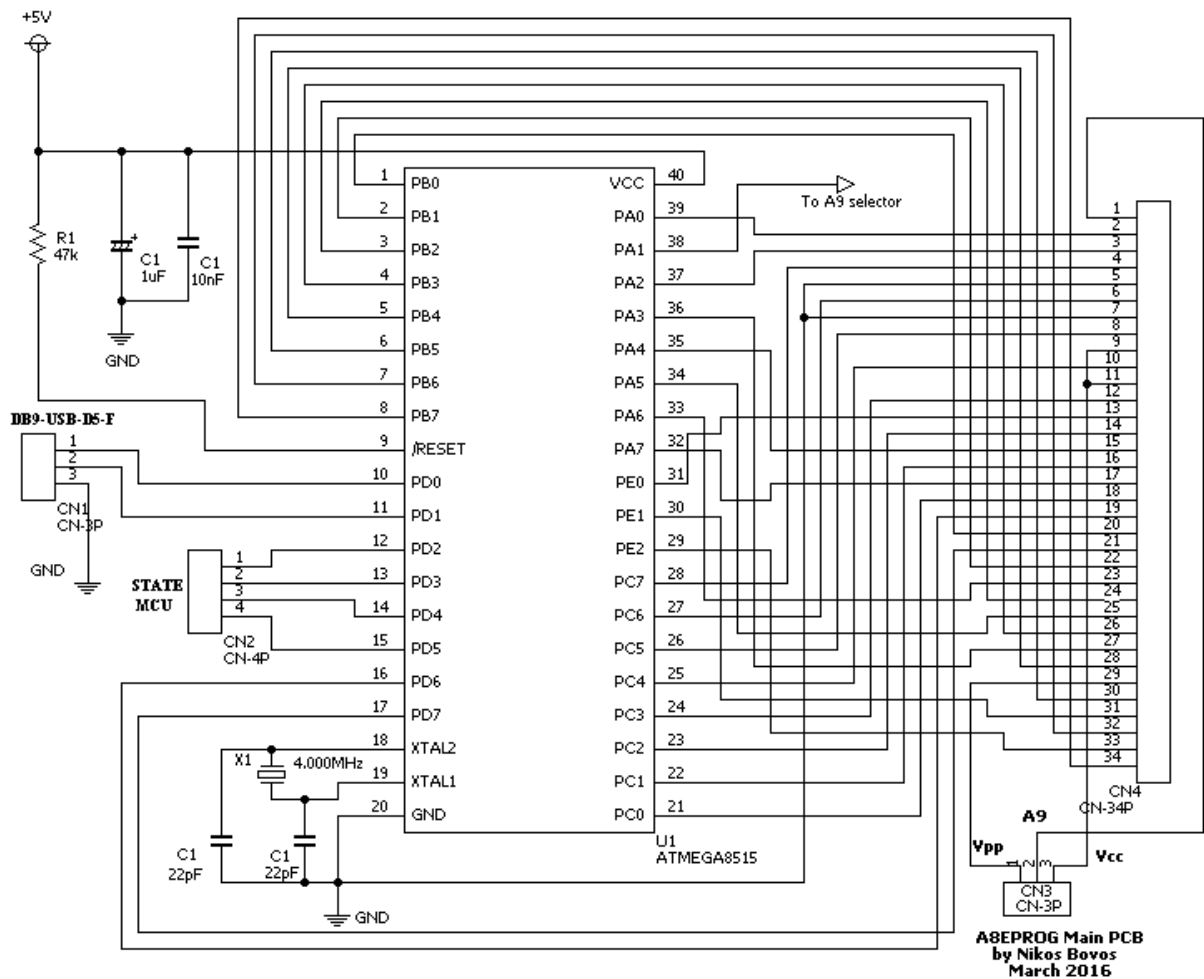 +5V
R1
47k
C1
1uF
C1
10nF
GND
DB9-USB-D5-F
1
2
3
CN1
CN-3P
GND
STATE
MCU
1
2
3
4
CN2
CN-4P
1 PB0
2 PB1
3 PB2
4 PB3
5 PB4
6 PB5
7 PB6
8 PB7
9 /RESET
10 PD0
11 PD1
12 PD2
13 PD3
14 PD4
15 PD5
16 PD6
17 PD7
18 XTAL2
19 XTAL1
20 GND
VCC 40
PA0 39
PA1 38
PA2 37
PA3 36
PA4 35
PA5 34
PA6 33
PA7 32
PE0 31
PE1 30
PE2 29
PC7 28
PC6 27
PC5 26
PC4 25
PC3 24
PC2 23
PC1 22
PC0 21
U1
ATMEGA8515
X1
4.000MHz
C1
22pF
C1
22pF
GND
To A9 selector
1
2
3
4
5
6
7
8
9
10
11
12
13
14
15
16
17
18
19
20
21
22
23
24
25
26
27
28
29
30
31
32
33
34
CN4
CN-34P
A9
Vpp
1
2
3
Vcc
CN3
CN-3P
A8EPROG Main PCB
by Nikos Bovos
March 2016